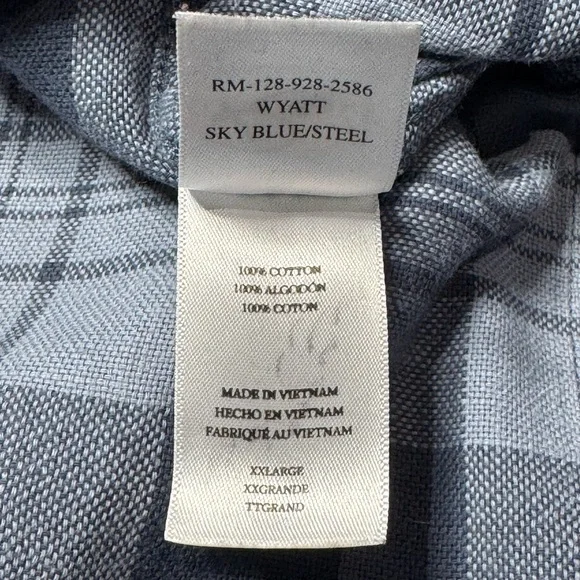 RM-128-928-2586
WYATT
SKY BLUE/STEEL
100% COTTON
100% ALGODÓN
100% COTON
MADE IN VIETNAM
HECHO EN VIETNAM
FABRIQUÉ AU VIETNAM
XXLARGE
XXGRANDE
TTGRAND